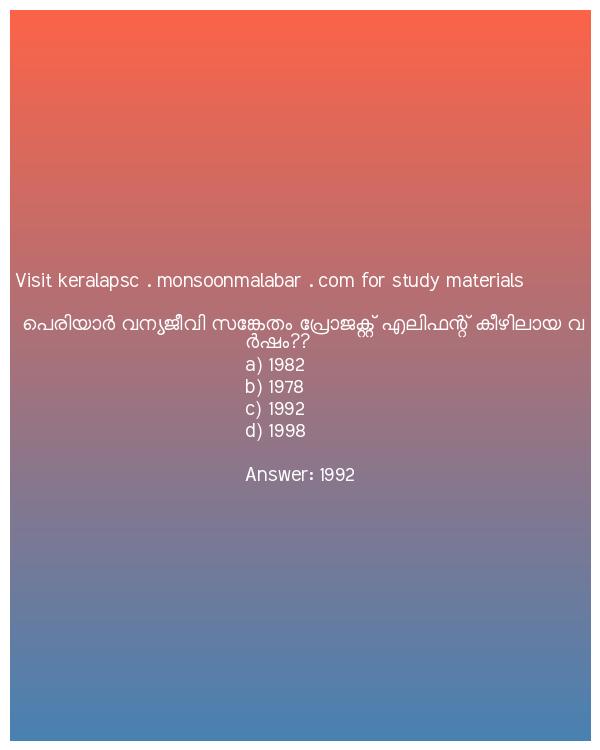 Visit keralapsc . monsoonmalabar . com for study materials
പെരിയാർ വന്യജീവി സങ്കേതം പ്രോജക്റ്റ് എലിഫന്റ് കീഴിലായ വ
ർഷം??
a) 1982
b) 1978
c) 1992
d) 1998
Answer: 1992